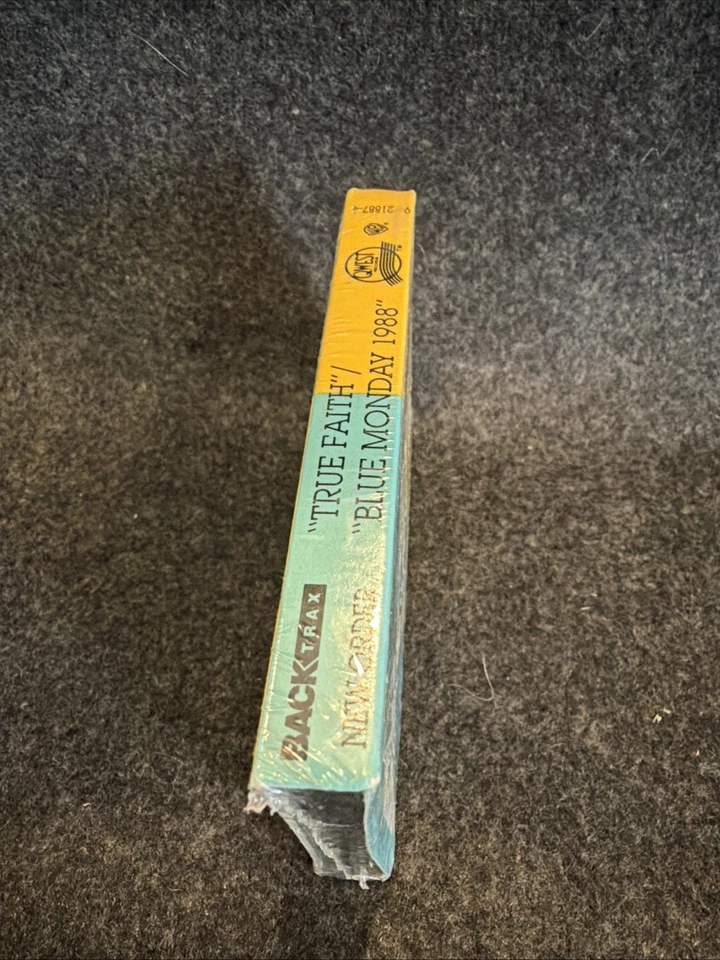 BACK TRAX
"TRUE FAITH"/
NEW ORDER
"BLUE MONDAY 1988"
QWEST
9 21887-4